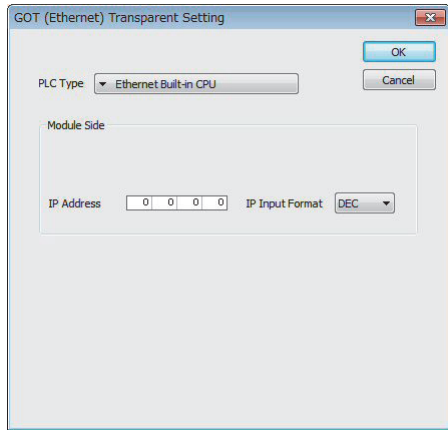 GOT (Ethernet) Transparent Setting
OK
PLC Type Ethernet Built-in CPU Cancel
Module Side
IP Address 0 0 0 0 IP Input Format DEC